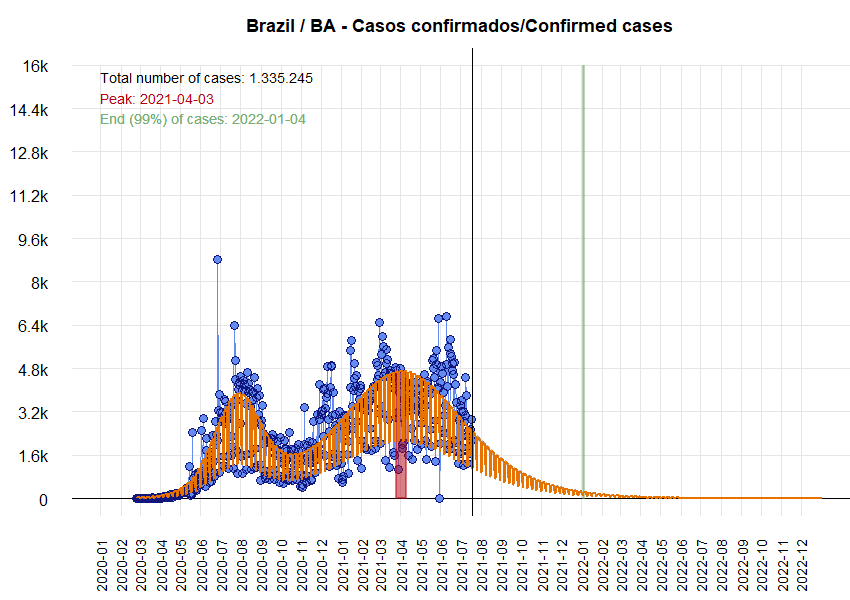 Brazil / BA - Casos confirmados/Confirmed cases
16k
14.4k
12.8k
11.2k
9.6k
8k
6.4k
4.8k
3.2k
1.6k
0
Total number of cases: 1.335.245
Peak: 2021-04-03
End (99%) of cases: 2022-01-04
2020-01
2020-02
2020-03
2020-04
2020-05
2020-06
2020-07
2020-08
2020-09
2020-10
2020-11
2020-12
2021-01
2021-02
2021-03
2021-04
2021-05
2021-06
2021-07
2021-08
2021-09
2021-10
2021-11
2021-12
2022-01
2022-02
2022-03
2022-04
2022-05
2022-06
2022-07
2022-08
2022-09
2022-10
2022-11
2022-12